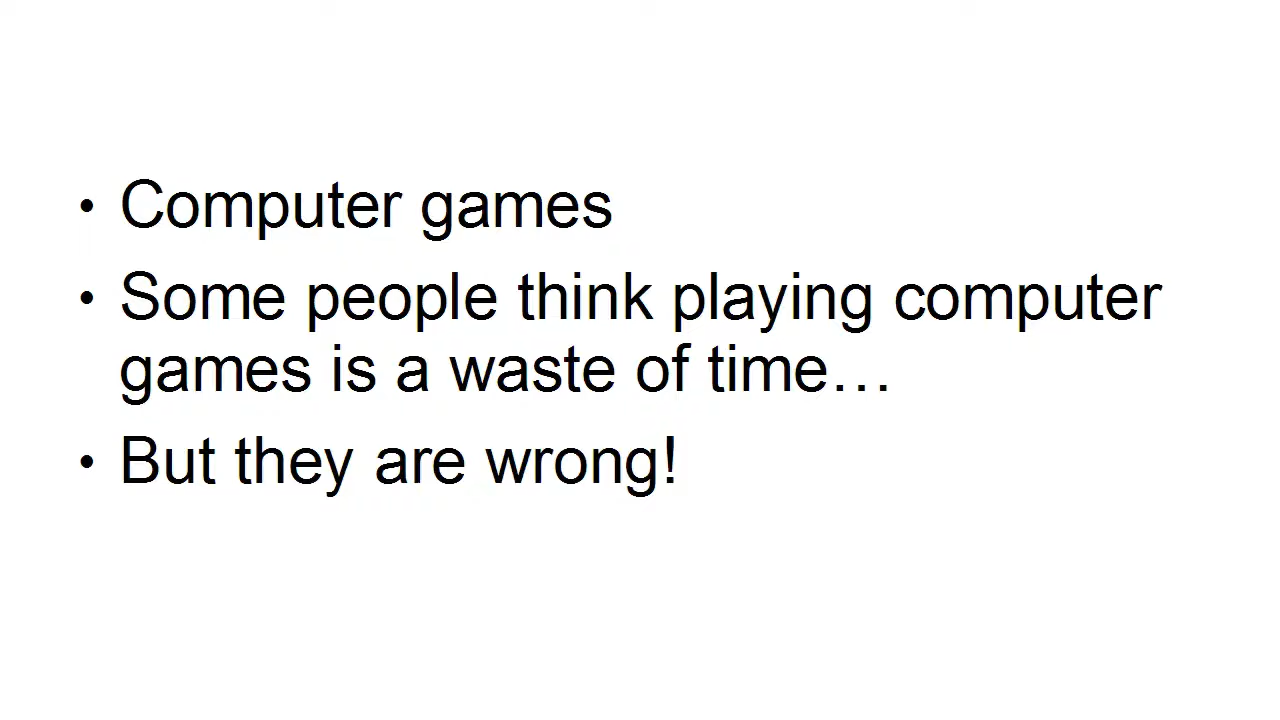 • Computer games
• Some people think playing computer
games is a waste of time…
• But they are wrong!